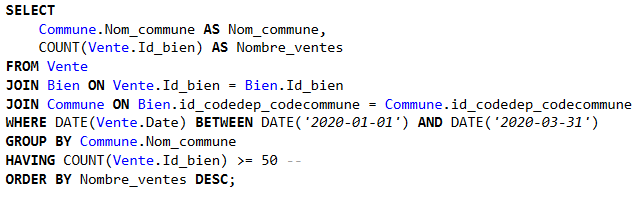 SELECT
    Commune.Nom_commune AS Nom_commune,
    COUNT(Vente.Id_bien) AS Nombre_ventes
FROM Vente
JOIN Bien ON Vente.Id_bien = Bien.Id_bien
JOIN Commune ON Bien.id_codedep_codecommune = Commune.id_codedep_codecommune
WHERE DATE(Vente.Date) BETWEEN DATE('2020-01-01') AND DATE('2020-03-31')
GROUP BY Commune.Nom_commune
HAVING COUNT(Vente.Id_bien) >= 50 --
ORDER BY Nombre_ventes DESC;